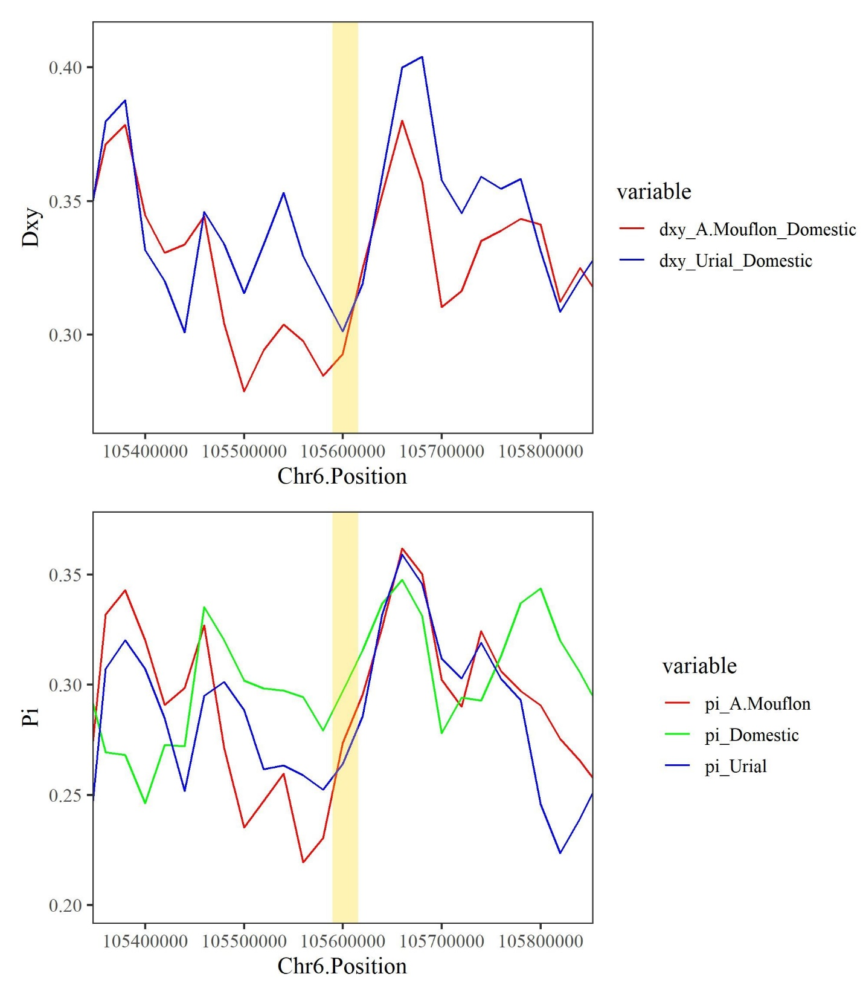 0.40
0.35
0.30
Dxy
105400000 105500000 105600000 105700000 105800000
Chr6.Position
variable
dxy_A.Mouflon_Domestic
dxy_Urial_Domestic
0.35
0.30
0.25
0.20
Pi
105400000 105500000 105600000 105700000 105800000
Chr6.Position
variable
pi_A.Mouflon
pi_Domestic
pi_Urial